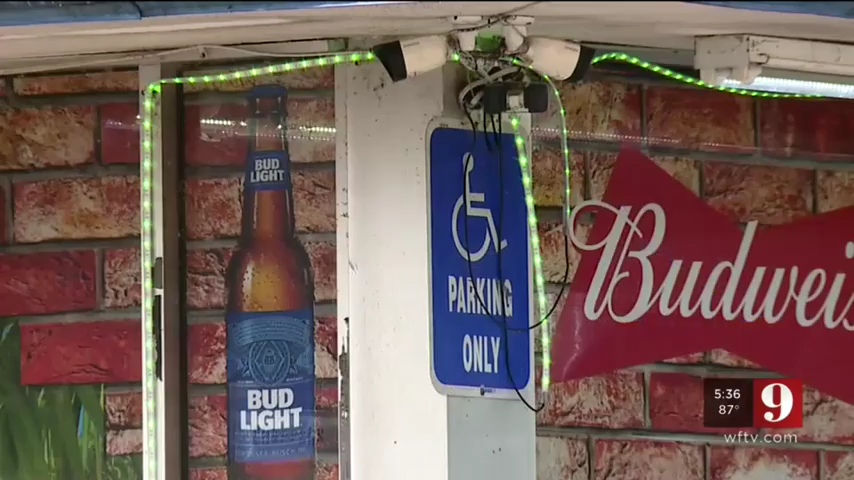 BUD
LIGHT
BUD
LIGHT
PARKING
ONLY
Budweis
5:36
87°
9
wftv.com